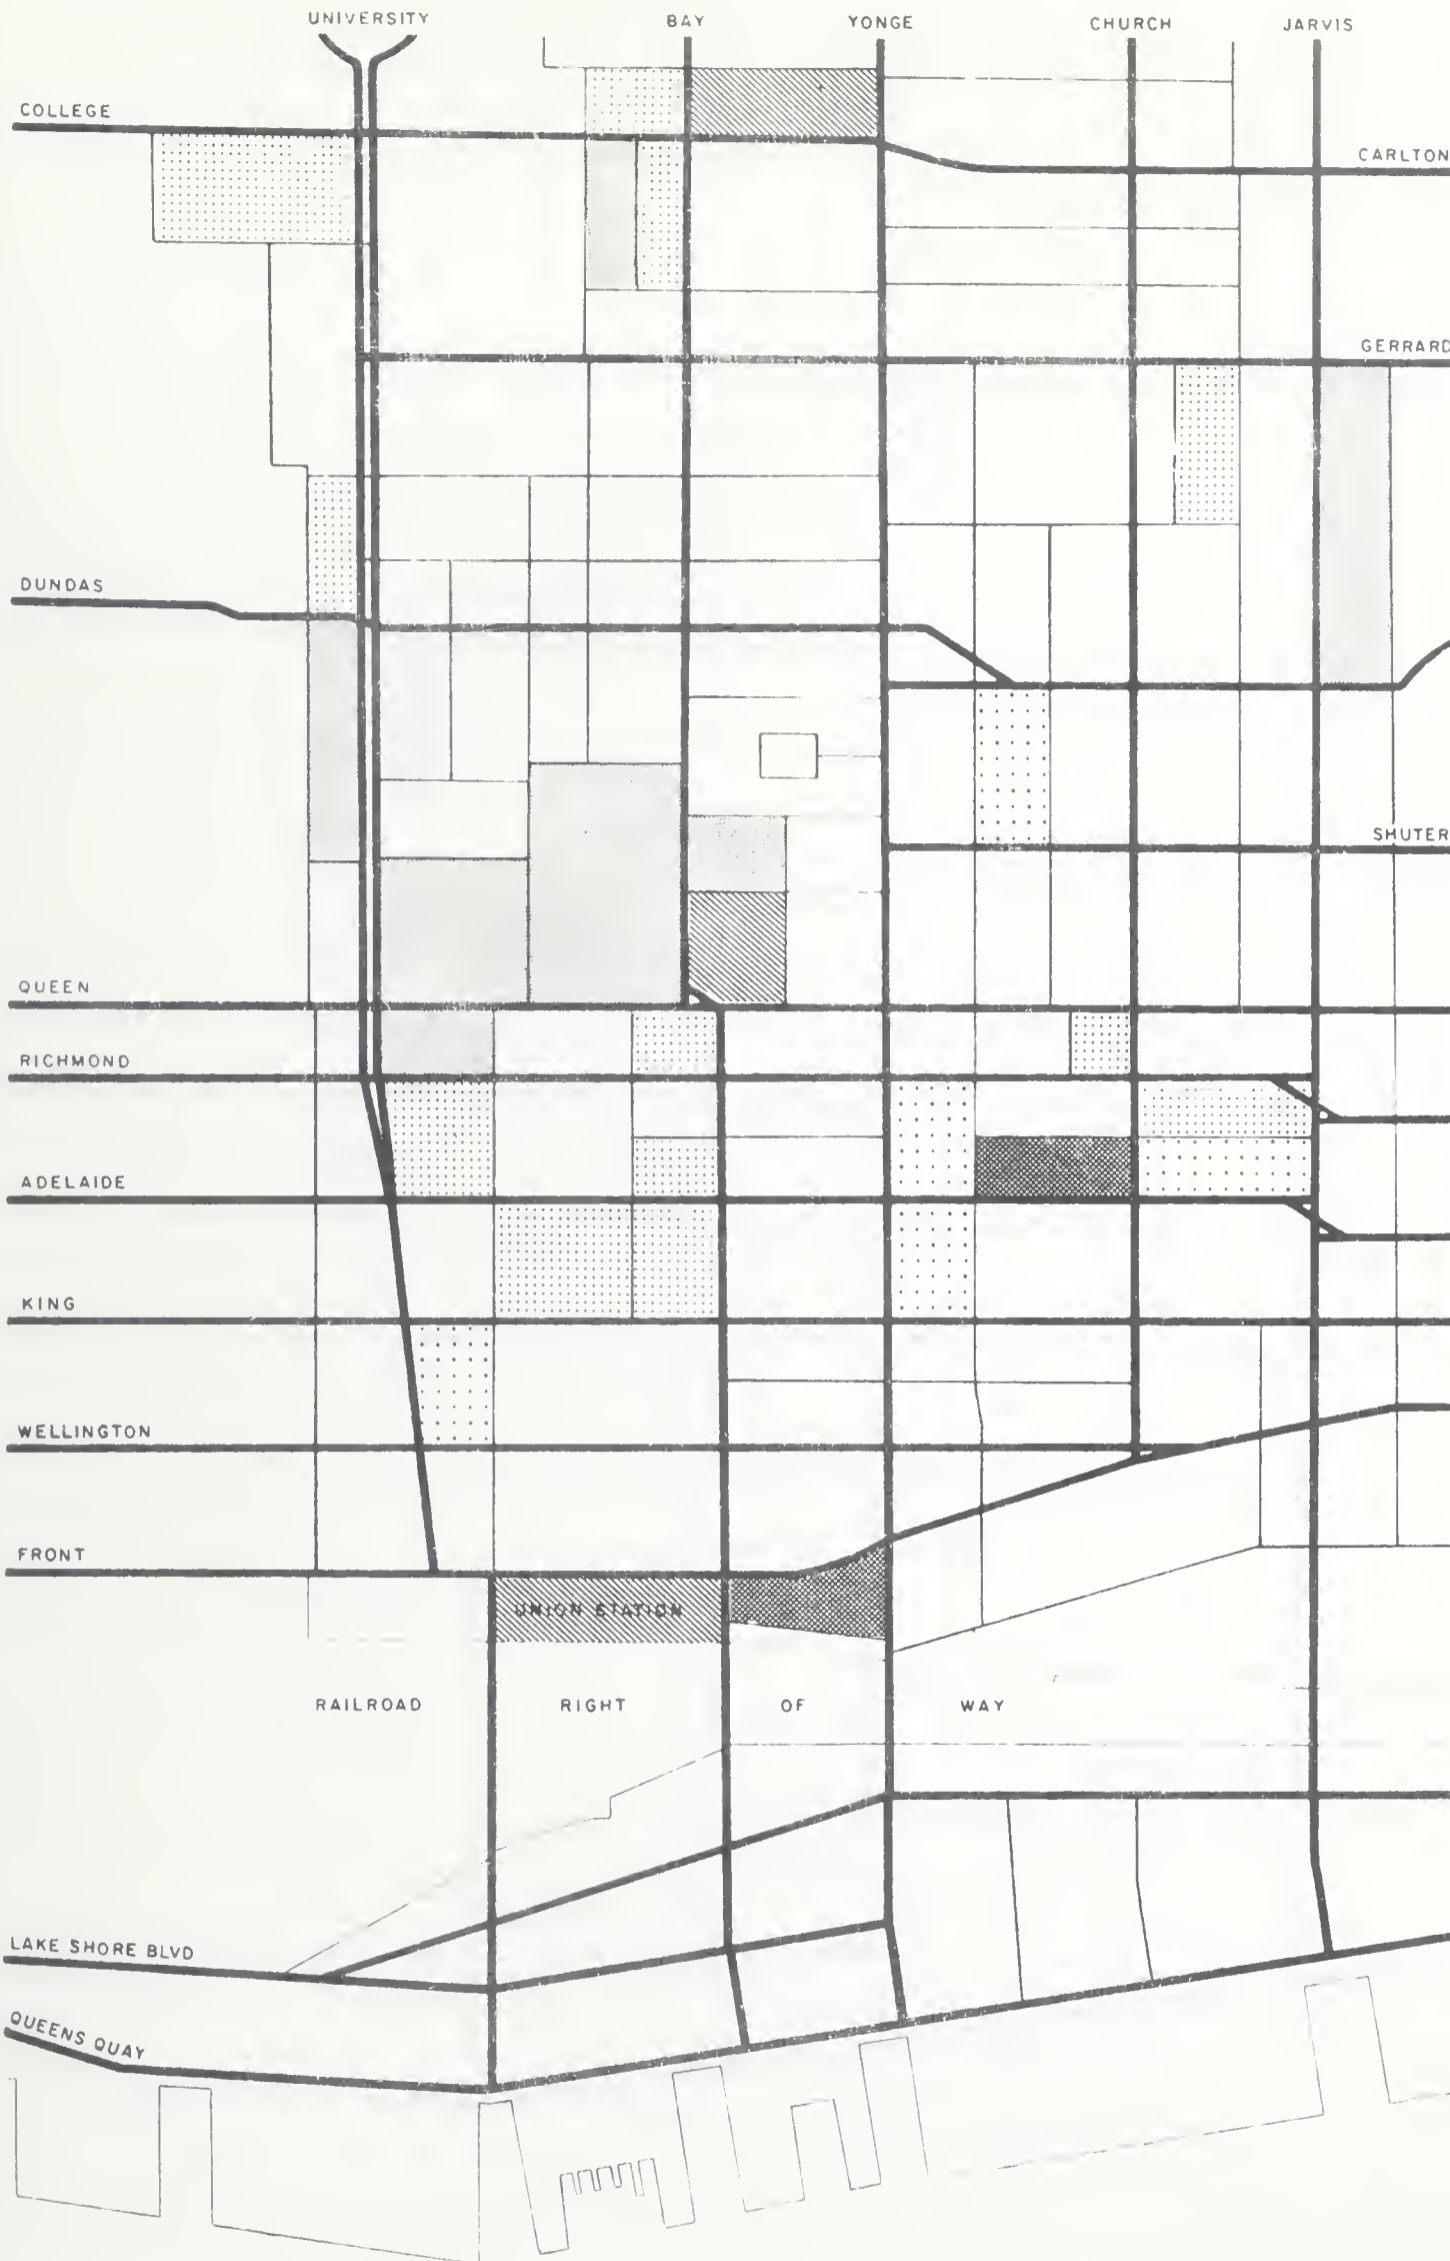 UNIVERSITY
BAY
YONGE
CHURCH
JARVIS
COLLEGE
CARLTON
GERRARD
DUNDAS
SHUTER
QUEEN
RICHMOND
ADELAIDE
KING
WELLINGTON
FRONT
UNION STATION
RAILROAD RIGHT OF WAY
LAKE SHORE BLVD
QUEENS QUAY